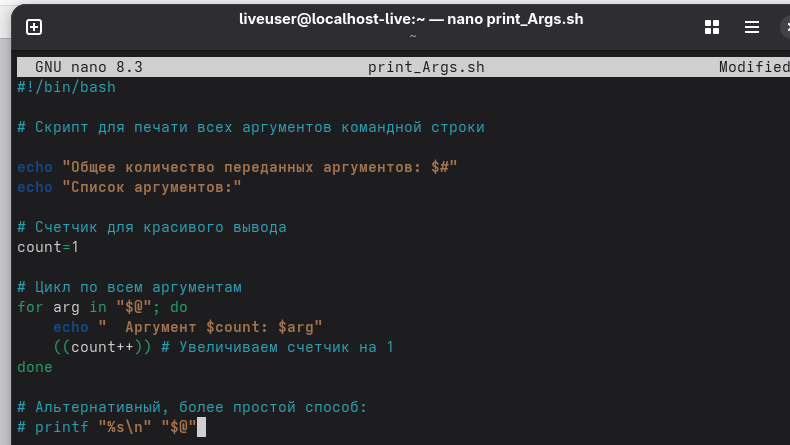 liveuser@localhost-live:~ — nano print_Args.sh
~
GNU nano 8.3 print_Args.sh Modified
#!/bin/bash
# Скрипт для печати всех аргументов командной строки
echo "Общее количество переданных аргументов: $#"
echo "Список аргументов:"
# Счетчик для красивого вывода
count=1
# Цикл по всем аргументам
for arg in "$@"; do
    echo "  Аргумент $count: $arg"
    ((count++)) # Увеличиваем счетчик на 1
done
# Альтернативный, более простой способ:
# printf "%s\n" "$@"